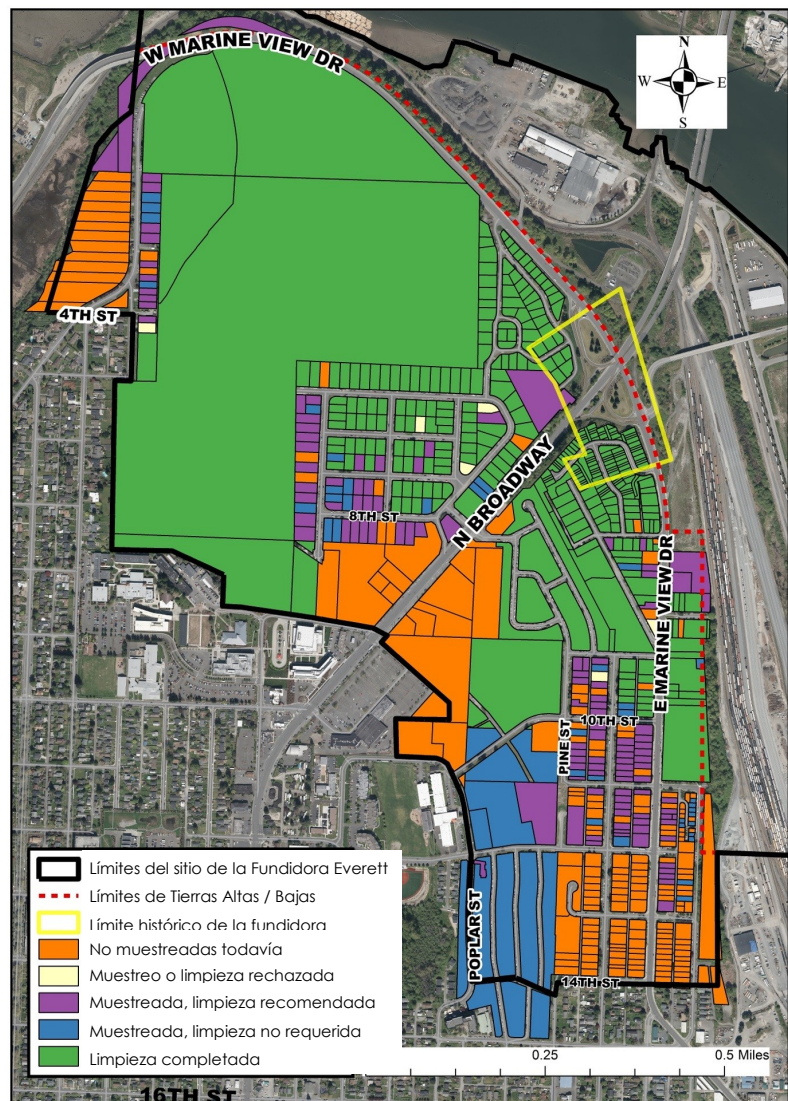 W MARINE VIEW DR
N
W
E
S
4TH ST
N BROADWAY
8TH ST
E MARINE VIEW DR
10TH ST
PINE ST
POPLAR ST
14TH ST
Límites del sitio de la Fundidora Everett
Límites de Tierras Altas / Bajas
Límite histórico de la fundidora
No muestreadas todavía
Muestreo o limpieza rechazada
Muestreada, limpieza recomendada
Muestreada, limpieza no requerida
Limpieza completada
0.25
0.5 Miles
16TH ST